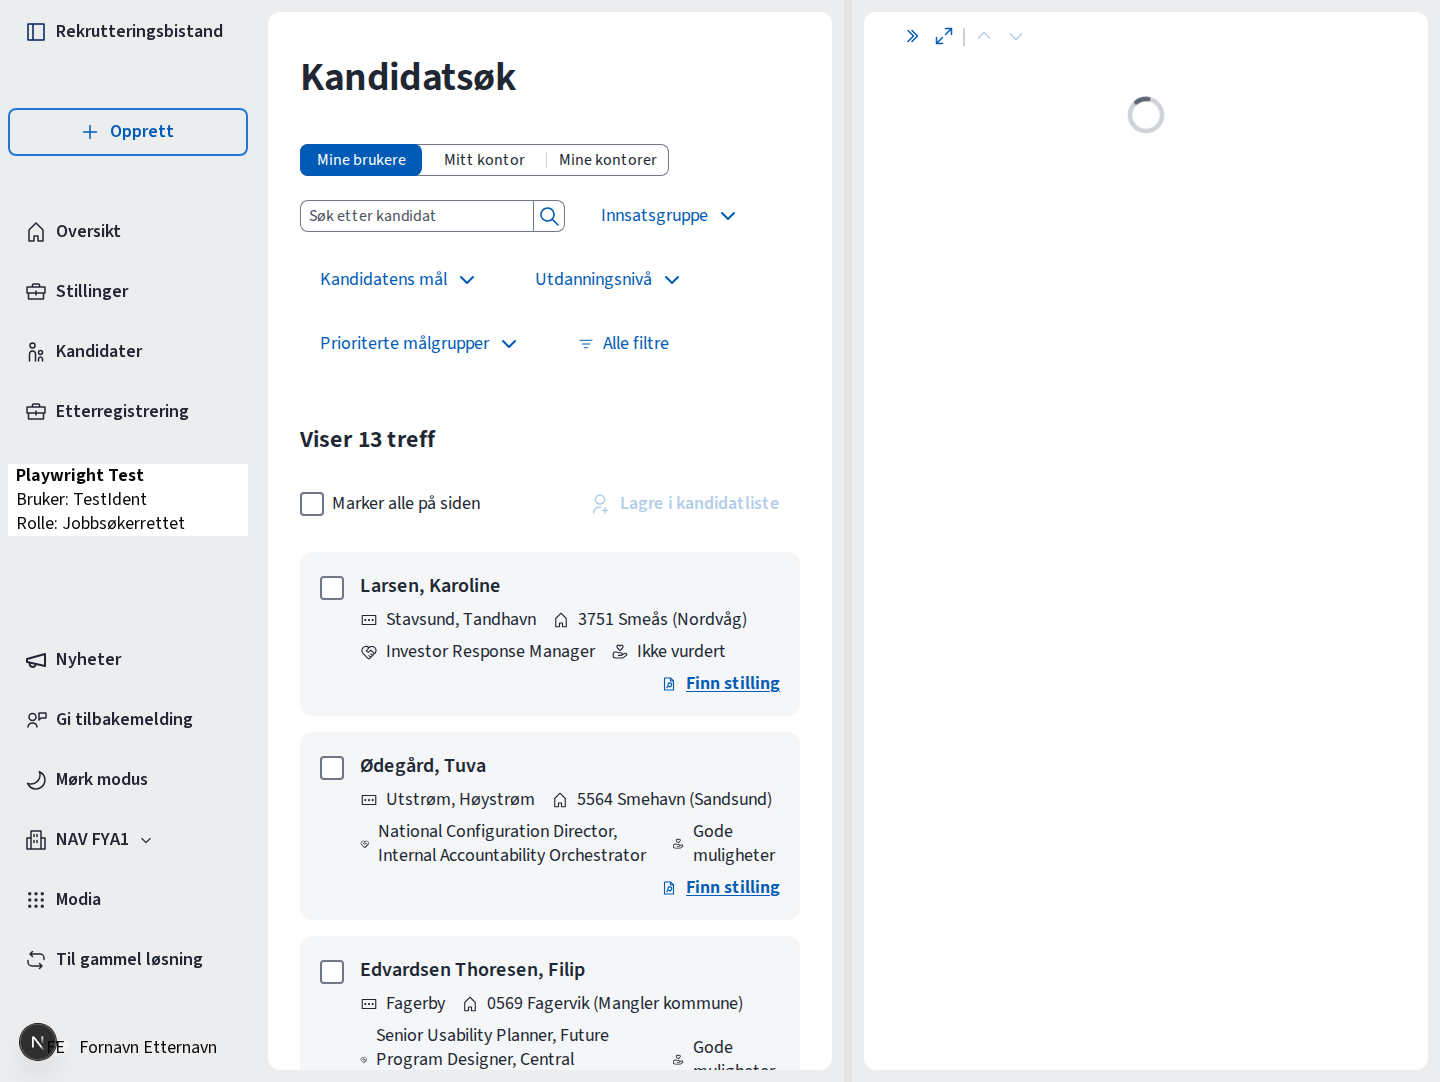 Rekrutteringsbistand
Opprett
Oversikt
Stillinger
Kandidater
Etterregistrering
Playwright Test
Bruker: TestIdent
Rolle: Jobbsøkerrettet
Nyheter
Gi tilbakemelding
Mørk modus
NAV FYA1
Modia
Til gammel løsning
N FE Fornavn Etternavn
Kandidatsøk
Mine brukere Mitt kontor Mine kontorer
Søk etter kandidat Innsatsgruppe
Kandidatens mål Utdanningsnivå
Prioriterte målgrupper Alle filtre
Viser 13 treff
Marker alle på siden Lagre i kandidatliste
Larsen, Karoline
Stavsund, Tandhavn 3751 Smeås (Nordvåg)
Investor Response Manager Ikke vurdert
Finn stilling
Ødegård, Tuva
Utstrøm, Høystrøm 5564 Smehavn (Sandsund)
National Configuration Director, Gode
Internal Accountability Orchestrator muligheter
Finn stilling
Edvardsen Thoresen, Filip
Fagerby 0569 Fagervik (Mangler kommune)
Senior Usability Planner, Future
Program Designer, Central Gode
muligheter